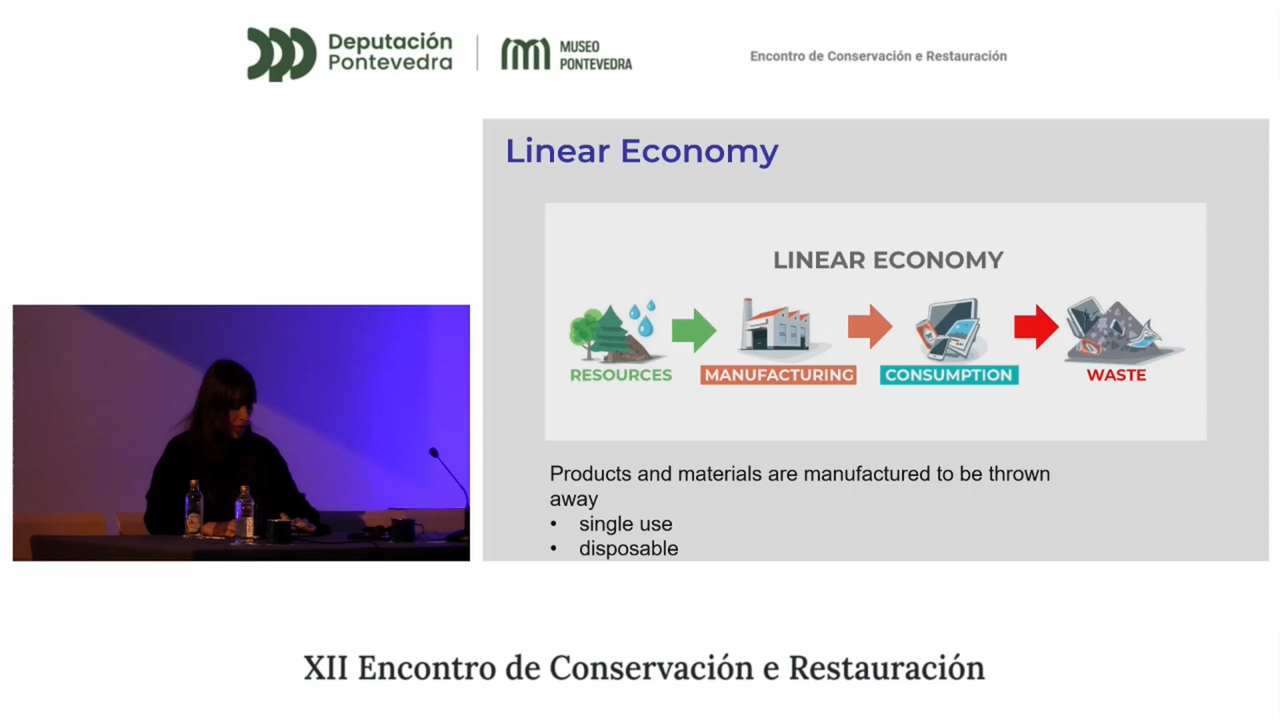 Deputación
Pontevedra
MUSEO
PONTEVEDRA
Encontro de Conservación e Restauración
Linear Economy
LINEAR ECONOMY
RESOURCES
MANUFACTURING
CONSUMPTION
WASTE
Products and materials are manufactured to be thrown
away
• single use
• disposable
XII Encontro de Conservación e Restauración